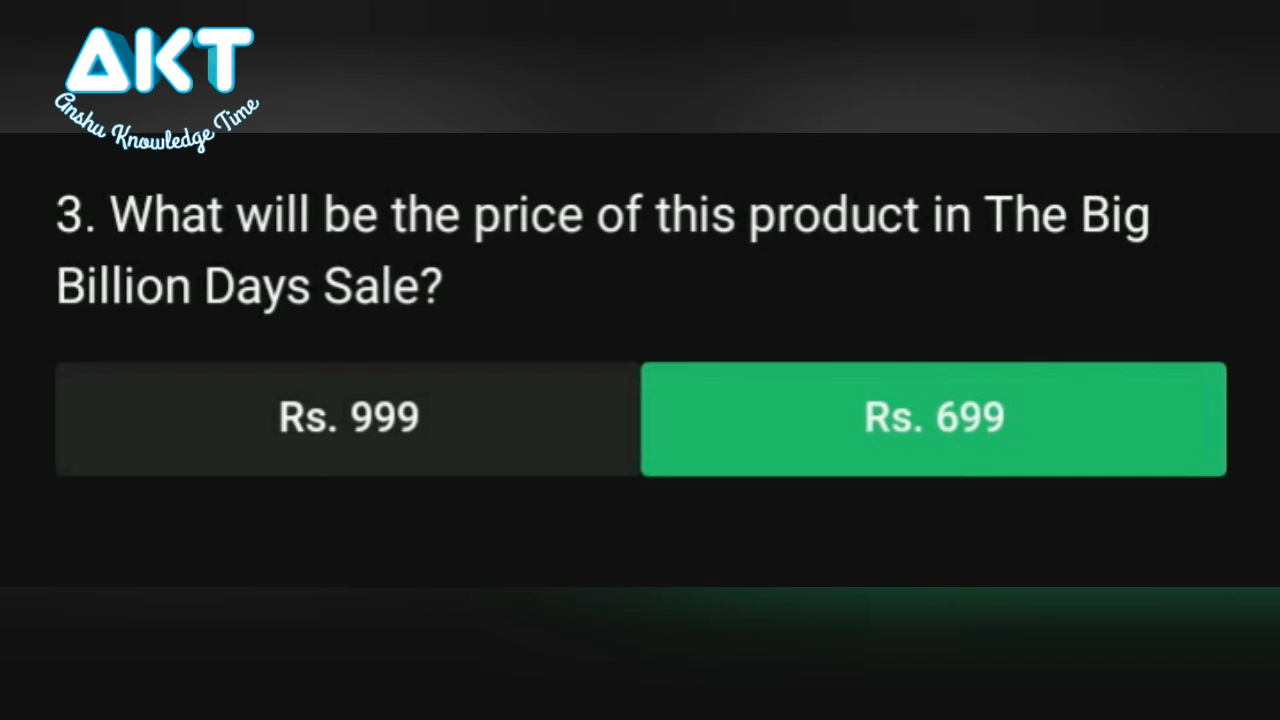 AKT
Anshu Knowledge Time
3. What will be the price of this product in The Big
Billion Days Sale?
Rs. 999
Rs. 699